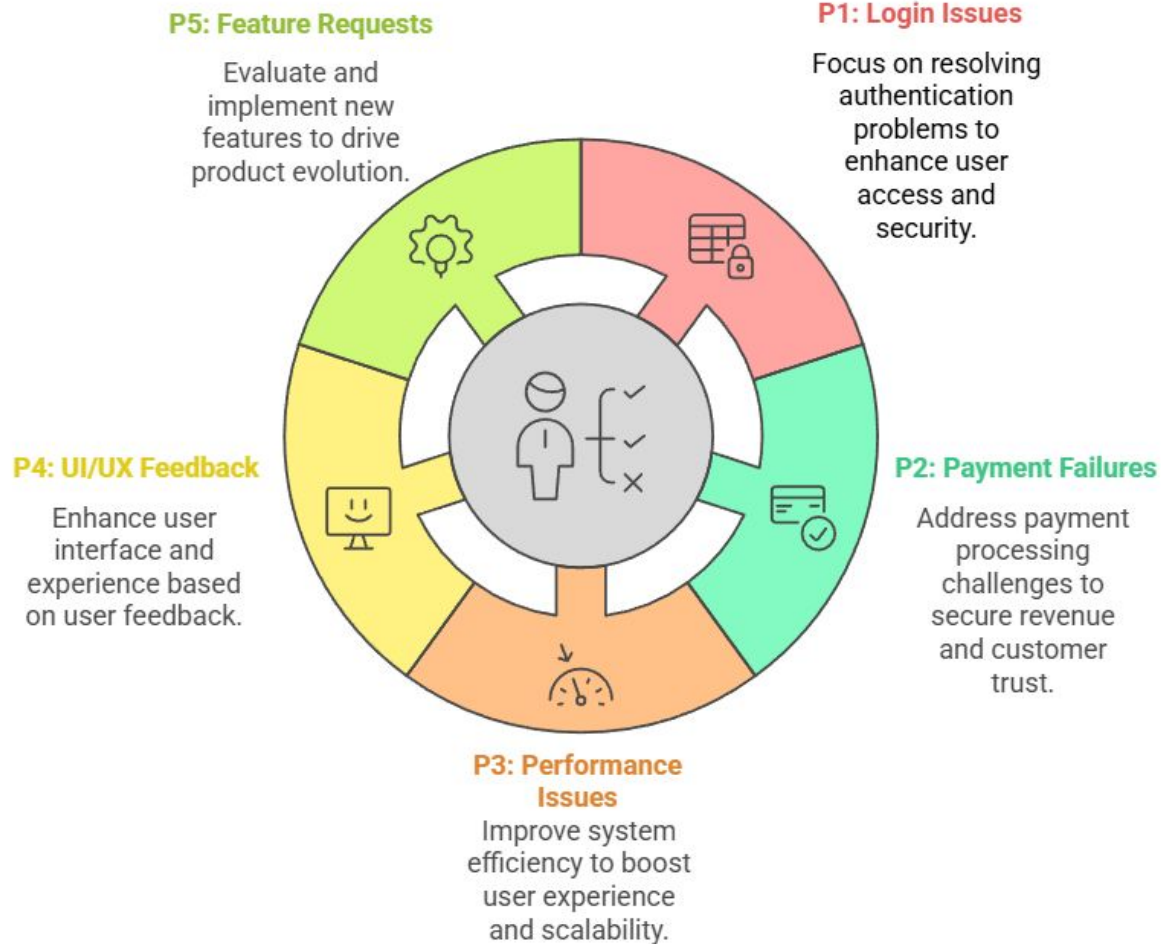 P1: Login Issues
Focus on resolving
authentication
problems to
enhance user
access and
security.
P2: Payment Failures
Address payment
processing
challenges to
secure revenue
and customer
trust.
P3: Performance
Issues
Improve system
efficiency to boost
user experience
and scalability.
P4: UI/UX Feedback
Enhance user
interface and
experience based
on user feedback.
P5: Feature Requests
Evaluate and
implement new
features to drive
product evolution.